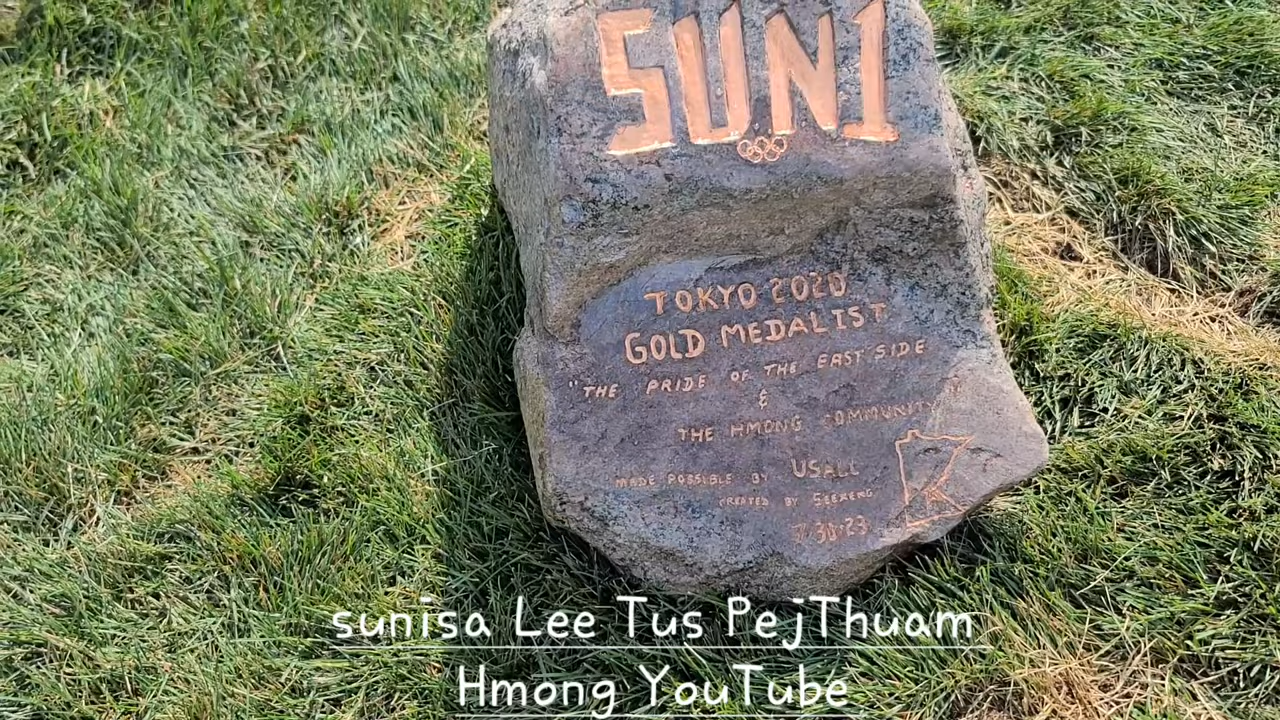 SUNI
TOKYO 2020
GOLD MEDALIST
"THE PRIDE OF THE EAST SIDE
&
THE HMONG COMMUNITY"
MADE POSSIBLE BY USALL
CREATED BY
7-30-23
sunisa Lee Tus PejThuam
Hmong YouTube